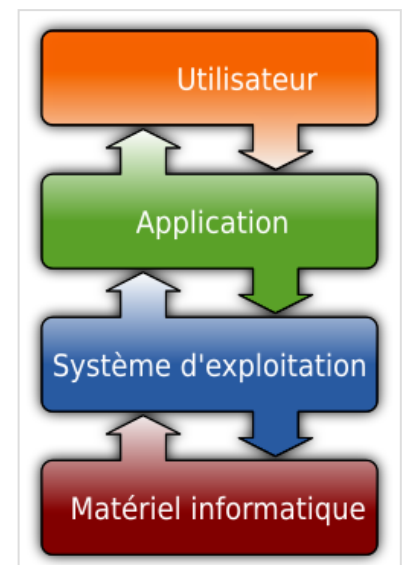 Utilisateur
Application
Système d'exploitation
Matériel informatique